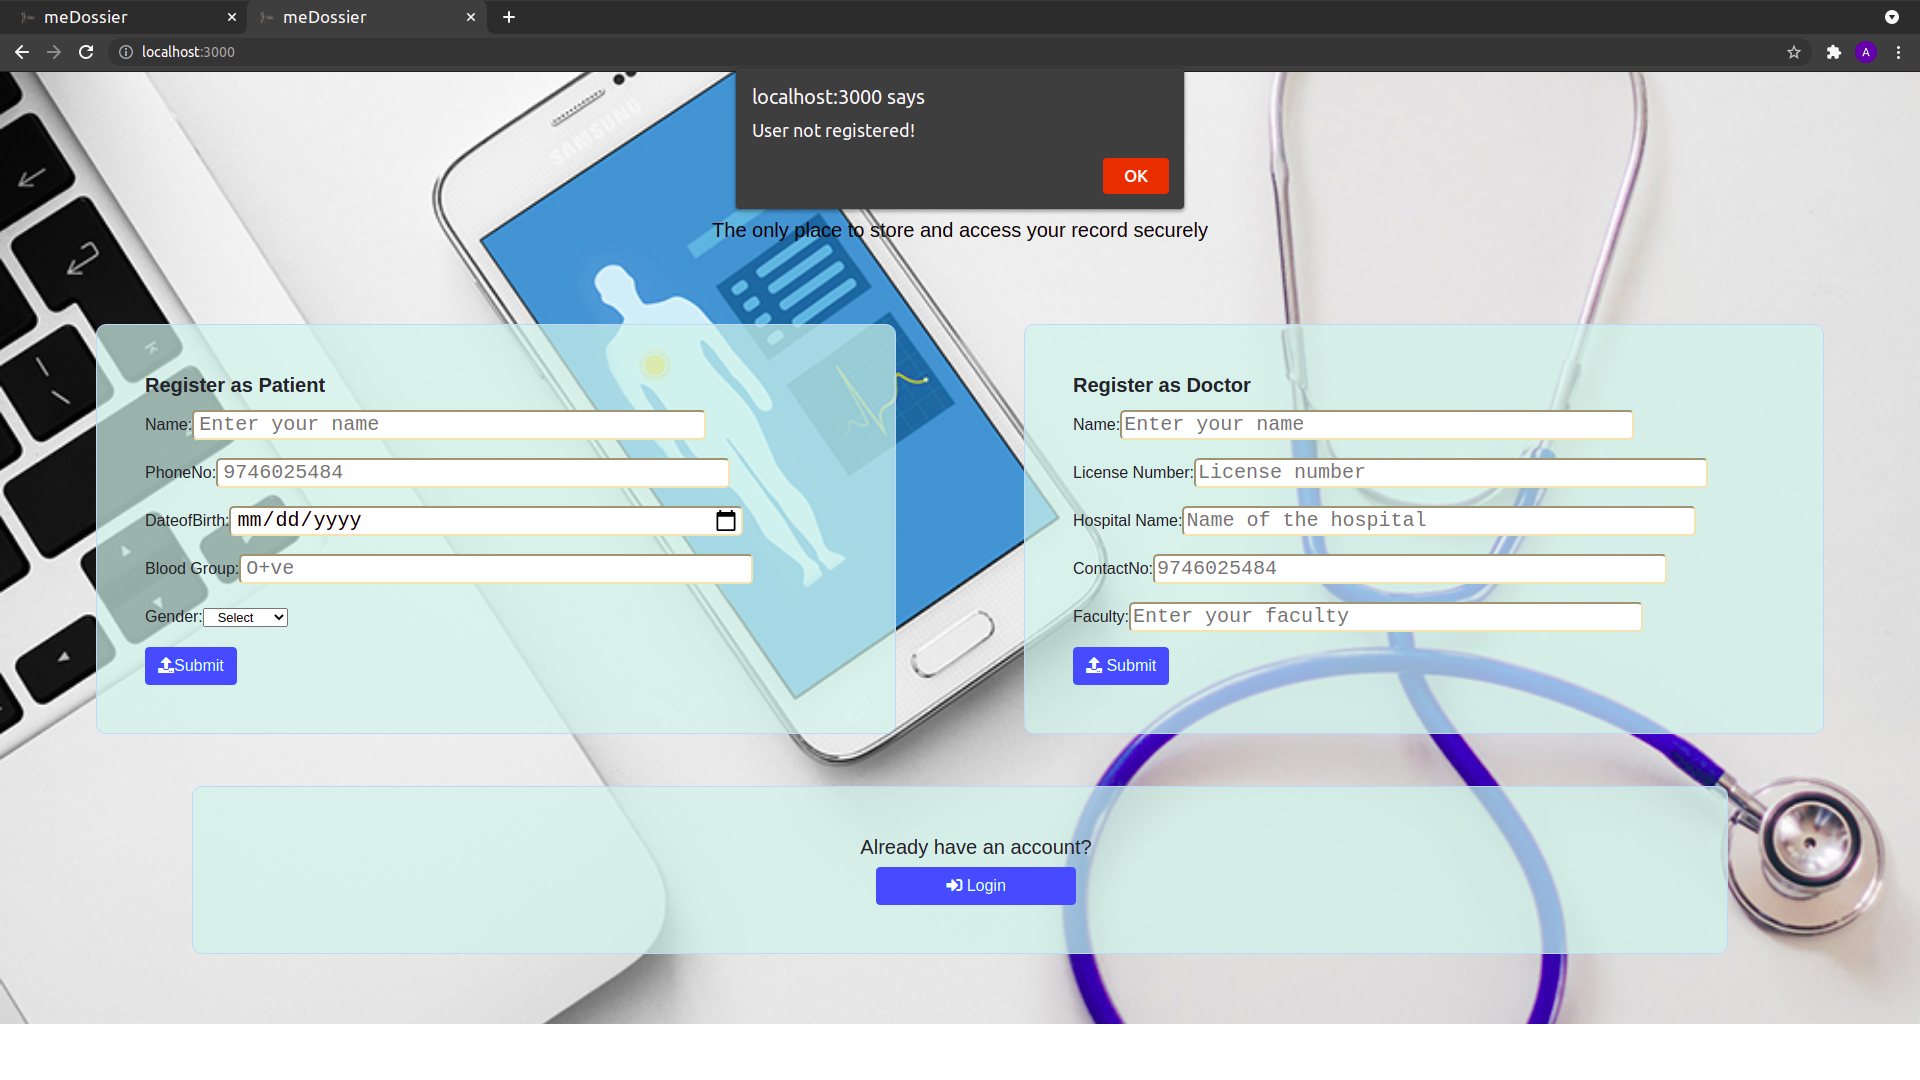 meDossier
meDossier
localhost:3000
A
localhost:3000 says
User not registered!
OK
SAMSUNG
The only place to store and access your record securely
Register as Patient
Name: Enter your name
PhoneNo: 9746025484
DateofBirth: mm/dd/yyyy
Blood Group: O+ve
Gender: Select
Submit
Register as Doctor
Name: Enter your name
License Number: License number
Hospital Name: Name of the hospital
ContactNo: 9746025484
Faculty: Enter your faculty
Submit
Already have an account?
Login